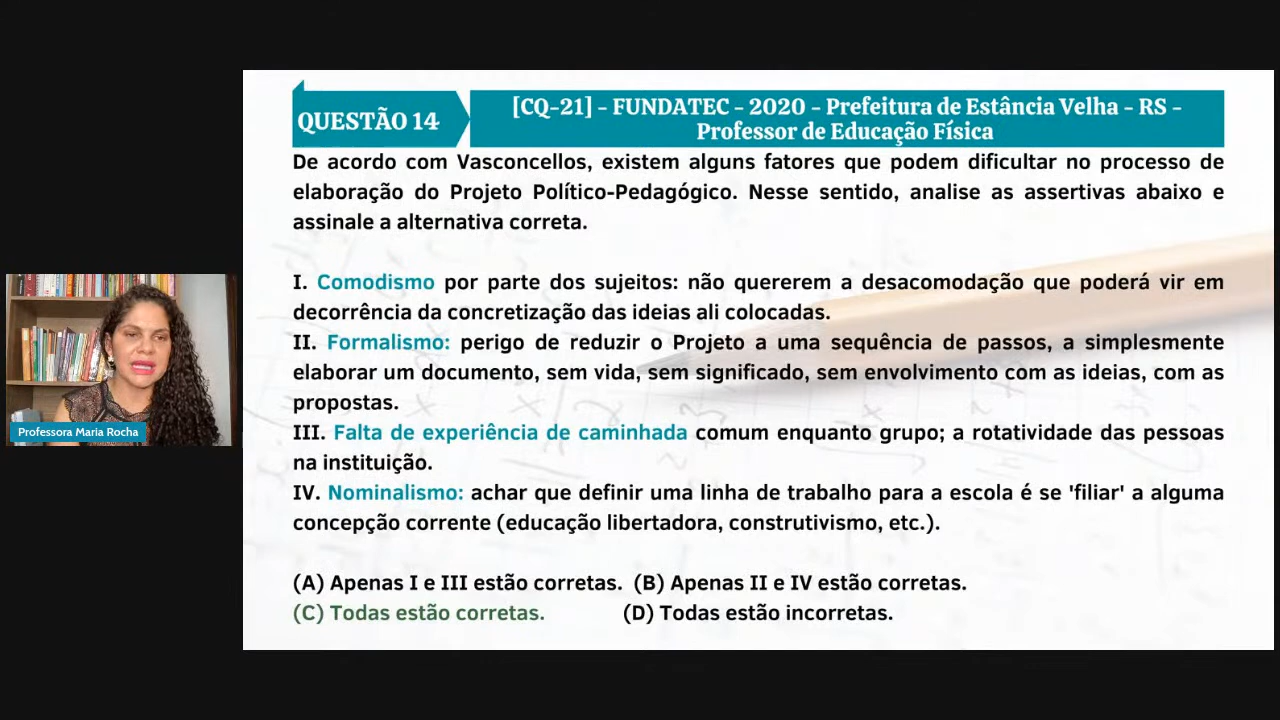 QUESTÃO 14
[CQ-21] - FUNDATEC - 2020 - Prefeitura de Estância Velha - RS -
Professor de Educação Física
De acordo com Vasconcellos, existem alguns fatores que podem dificultar no processo de
elaboração do Projeto Político-Pedagógico. Nesse sentido, analise as assertivas abaixo e
assinale a alternativa correta.
I. Comodismo por parte dos sujeitos: não quererem a desacomodação que poderá vir em
decorrência da concretização das ideias ali colocadas.
II. Formalismo: perigo de reduzir o Projeto a uma sequência de passos, a simplesmente
elaborar um documento, sem vida, sem significado, sem envolvimento com as ideias, com as
propostas.
III. Falta de experiência de caminhada comum enquanto grupo; a rotatividade das pessoas
na instituição.
IV. Nominalismo: achar que definir uma linha de trabalho para a escola é se 'filiar' a alguma
concepção corrente (educação libertadora, construtivismo, etc.).
(A) Apenas I e III estão corretas. (B) Apenas II e IV estão corretas.
(C) Todas estão corretas. (D) Todas estão incorretas.
Professora Maria Rocha